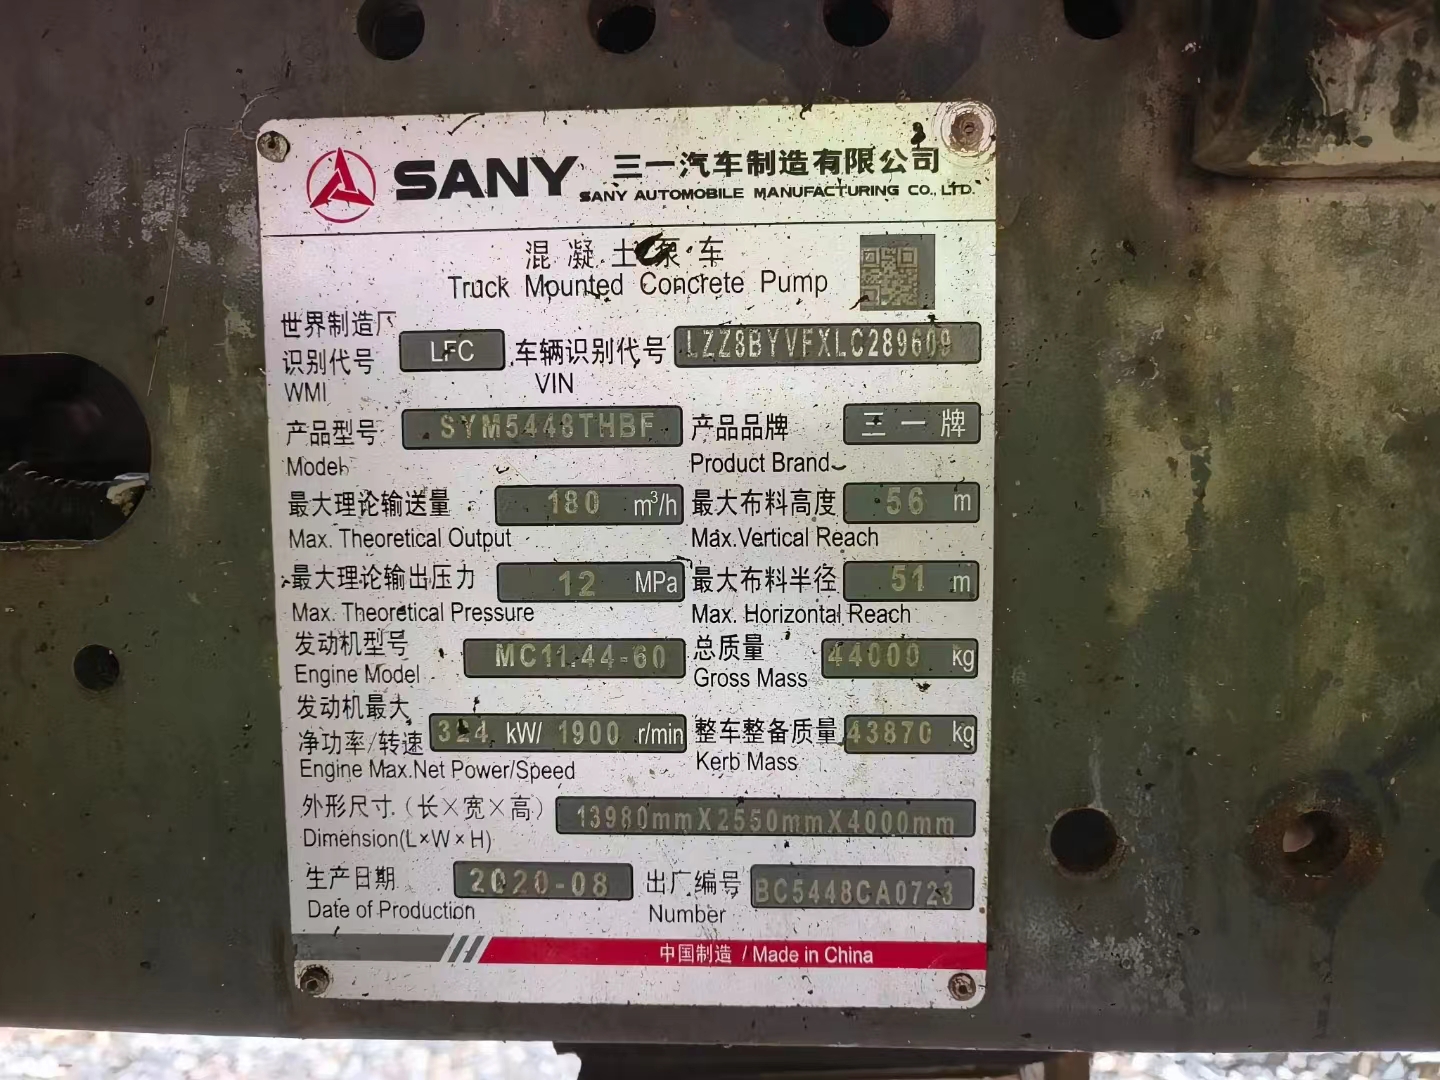 SANY 三一汽车制造有限公司
SANY AUTOMOBILE MANUFACTURING CO., LTD.
混凝土泵车
Truck Mounted Concrete Pump
世界制造厂
识别代号 LFC 车辆识别代号 LZZ8BYVFXLC289609
WMI VIN
产品型号 SYM5448THBF 产品品牌 三一牌
Model Product Brand
最大理论输送量 180 m³/h 最大布料高度 56 m
Max. Theoretical Output Max.Vertical Reach
最大理论输出压力 12 MPa 最大布料半径 51 m
Max. Theoretical Pressure Max. Horizontal Reach
发动机型号 MC11.44-60 总质量 44000 kg
Engine Model Gross Mass
发动机最大
净功率/转速 324 kW/ 1900 r/min 整车整备质量 43870 kg
Engine Max.Net Power/Speed Kerb Mass
外形尺寸(长×宽×高) 13980mmX2550mmX4000mm
Dimension(L×W×H)
生产日期 2020-08 出厂编号 BC5448CA0723
Date of Production Number
中国制造 / Made in China